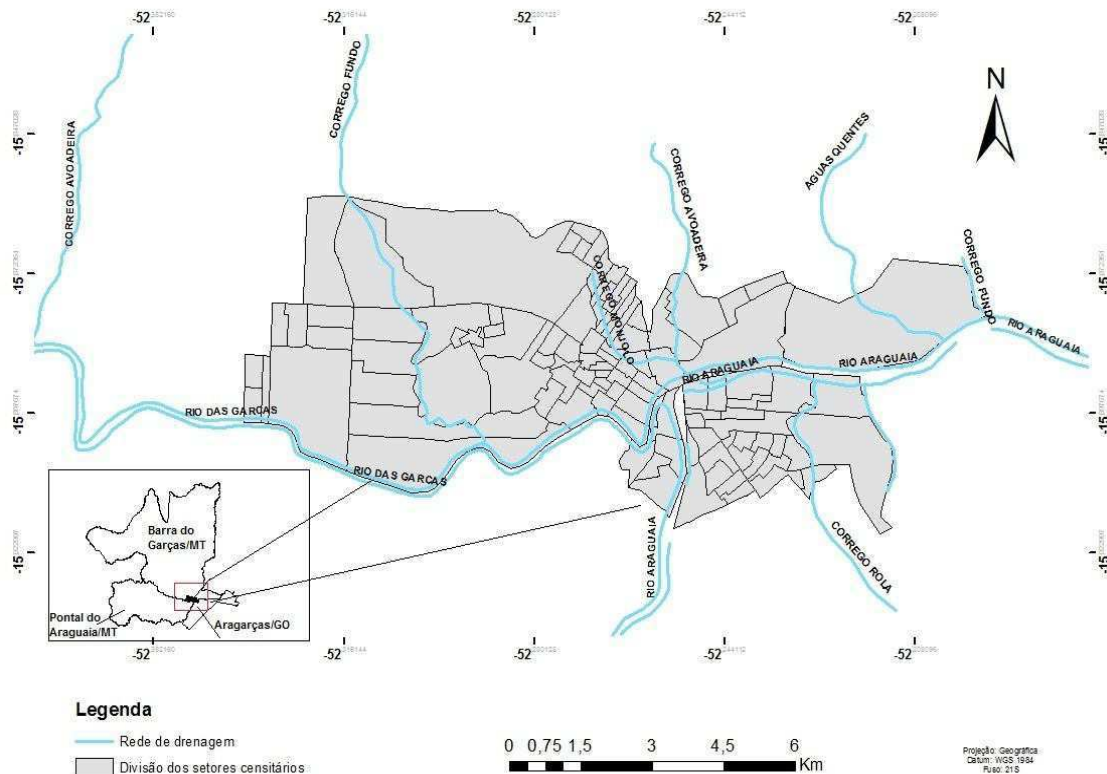 -52 -52 -52 -52 -52
N
CORREGO FUNDO
CORREGO AVOADEIRA
AGUAS QUENTES
CORREGO AVOADEIRA
-15 -15
CORREGO FUNDO
-15 -15
CORREGO MONJOLO
RIO ARAGUAIA
RIO ARAGUAIA
RIO ARAGUAIA
-15 -15
RIO DAS GARCAS
RIO DAS GARCAS
Barra do
Garças/MT
-15 -15
RIO ARAGUAIA
CORREGO ROLA
Pontal do
Araguaia/MT
Aragarças/GO
-52 -52 -52 -52 -52
Legenda
Rede de drenagem
Divisão dos setores censitários
0 0,75 1,5 3 4,5 6
Km
Projeção: Geográfica
Datum: WGS 1984
Fuso: 21S